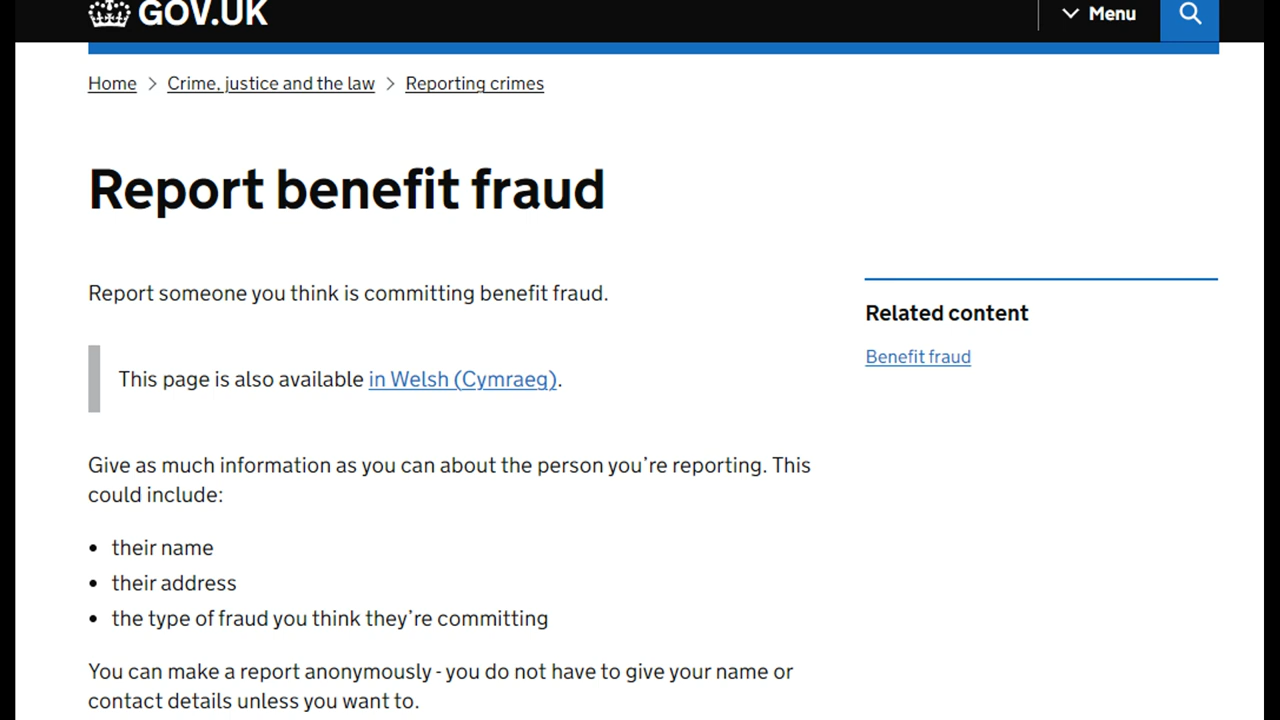 GOV.UK
Menu
Home > Crime, justice and the law > Reporting crimes
Report benefit fraud
Report someone you think is committing benefit fraud.
Related content
Benefit fraud
This page is also available in Welsh (Cymraeg).
Give as much information as you can about the person you’re reporting. This
could include:
• their name
• their address
• the type of fraud you think they’re committing
You can make a report anonymously - you do not have to give your name or
contact details unless you want to.